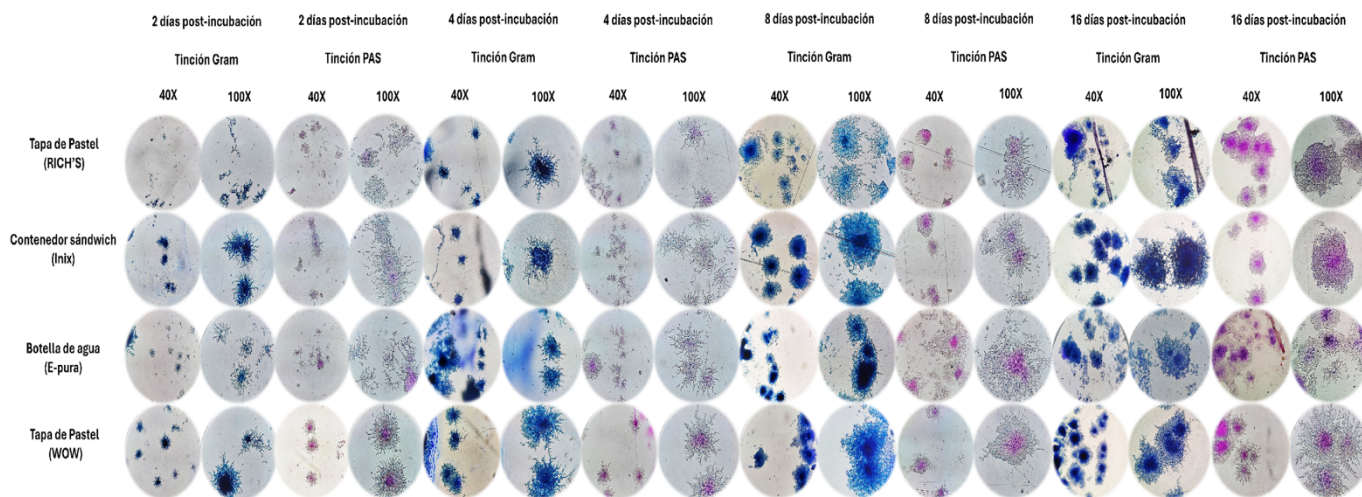 2 días post-incubación 2 días post-incubación 4 días post-incubación 4 días post-incubación 8 días post-incubación 8 días post-incubación 16 días post-incubación 16 días post-incubación
Tinción Gram Tinción PAS Tinción Gram Tinción PAS Tinción Gram Tinción PAS Tinción Gram Tinción PAS
40X 100X 40X 100X 40X 100X 40X 100X 40X 100X 40X 100X 40X 100X 40X 100X
Tapa de Pastel
(RICH'S)
Contenedor sándwich
(Inix)
Botella de agua
(E-pura)
Tapa de Pastel
(WOW)